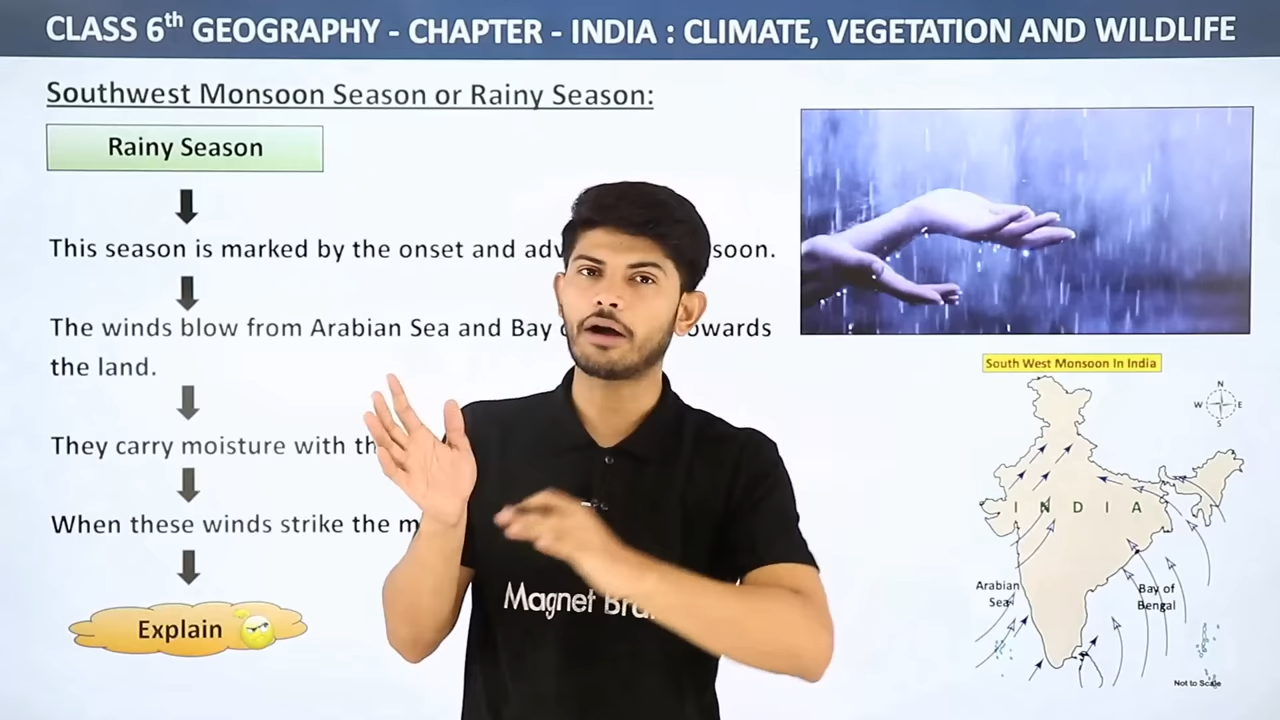 CLASS 6th GEOGRAPHY - CHAPTER - INDIA : CLIMATE, VEGETATION AND WILDLIFE
Southwest Monsoon Season or Rainy Season:
Rainy Season
This season is marked by the onset and adv soon.
The winds blow from Arabian Sea and Bay owards
the land.
They carry moisture with th
When these winds strike the m
Explain
South West Monsoon In India
N
W E
S
I N D I A
Arabian
Sea
Bay of
Bengal
Not to Scale
Magnet Bra